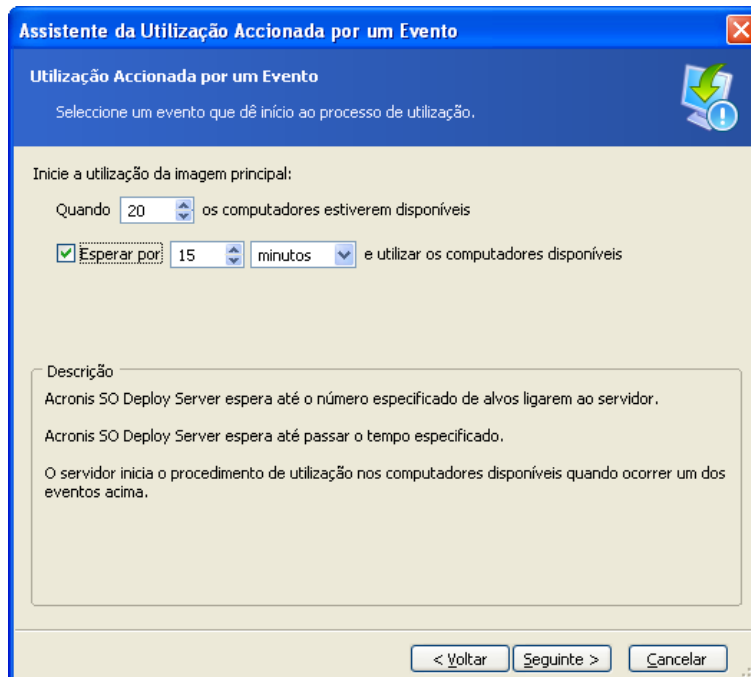 Assistente da Utilização Accionada por um Evento
Utilização Accionada por um Evento
Seleccione um evento que dê início ao processo de utilização.
Inicie a utilização da imagem principal:
Quando 20 os computadores estiverem disponíveis
Esperar por 15 minutos e utilizar os computadores disponíveis
Descrição
Acronis SO Deploy Server espera até o número especificado de alvos ligarem ao servidor.
Acronis SO Deploy Server espera até passar o tempo especificado.
O servidor inicia o procedimento de utilização nos computadores disponíveis quando ocorrer um dos
eventos acima.
< Voltar Seguinte > Cancelar